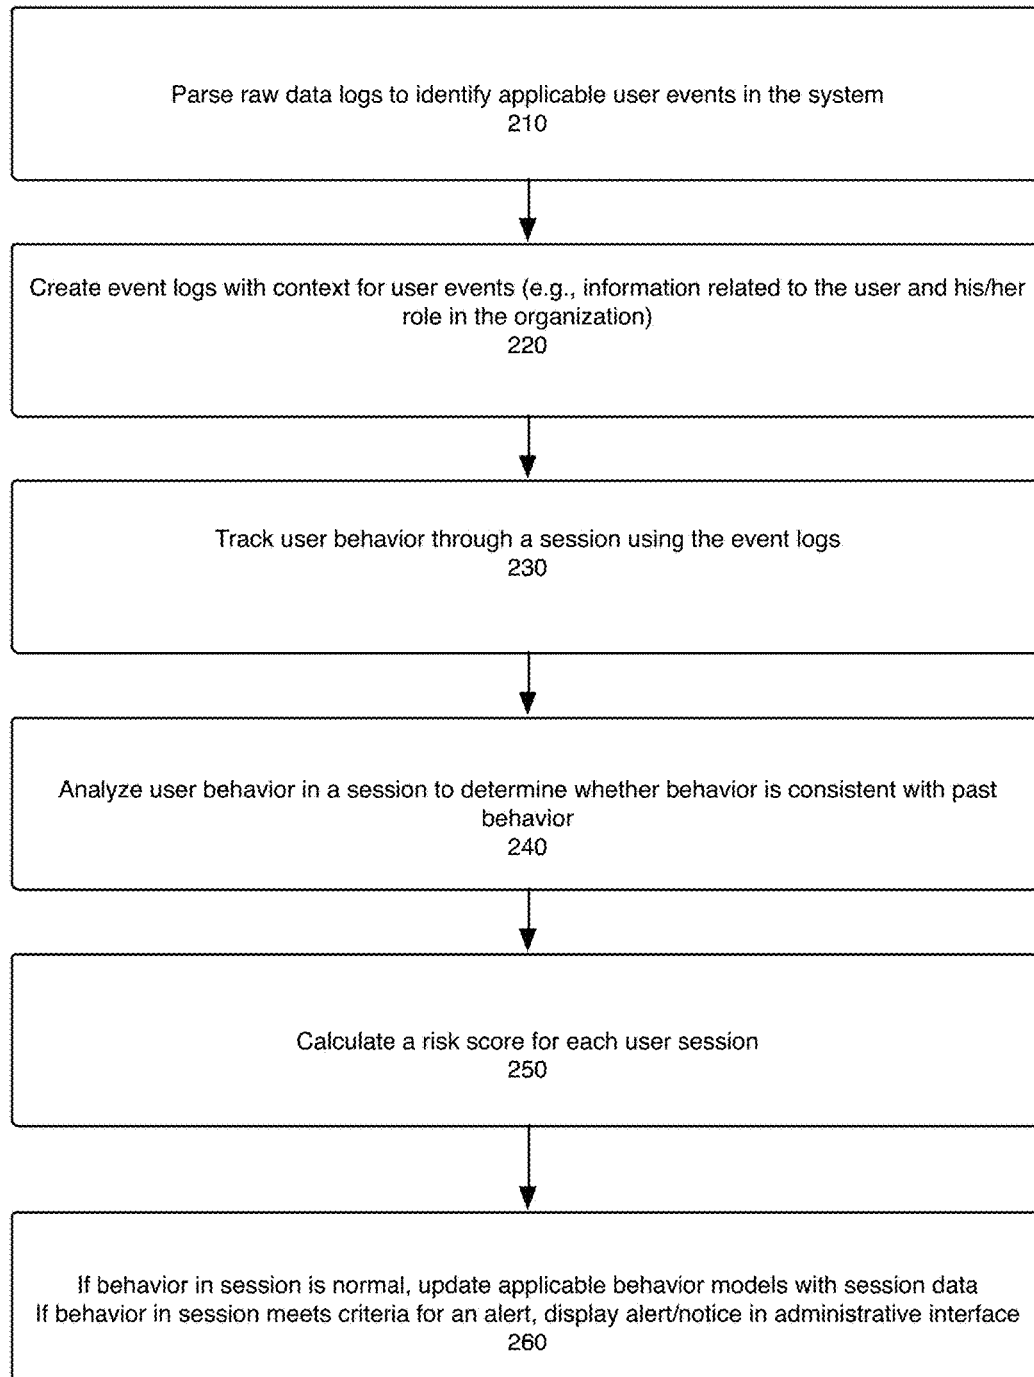 Parse raw data logs to identify applicable user events in the system
210
Create event logs with context for user events (e.g., information related to the user and his/her
role in the organization)
220
Track user behavior through a session using the event logs
230
Analyze user behavior in a session to determine whether behavior is consistent with past
behavior
240
Calculate a risk score for each user session
250
If behavior in session is normal, update applicable behavior models with session data
If behavior in session meets criteria for an alert, display alert/notice in administrative interface
260